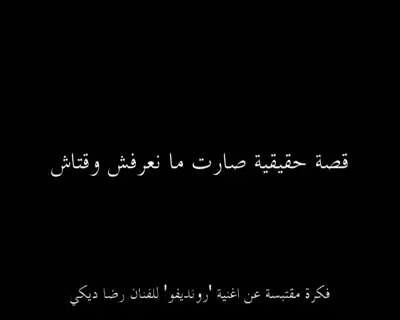 قصة حقيقية صارت ما نعرفش وقتاش
فكرة مقتبسة عن اغنية 'رونديفو' للفنان رضا ديكي